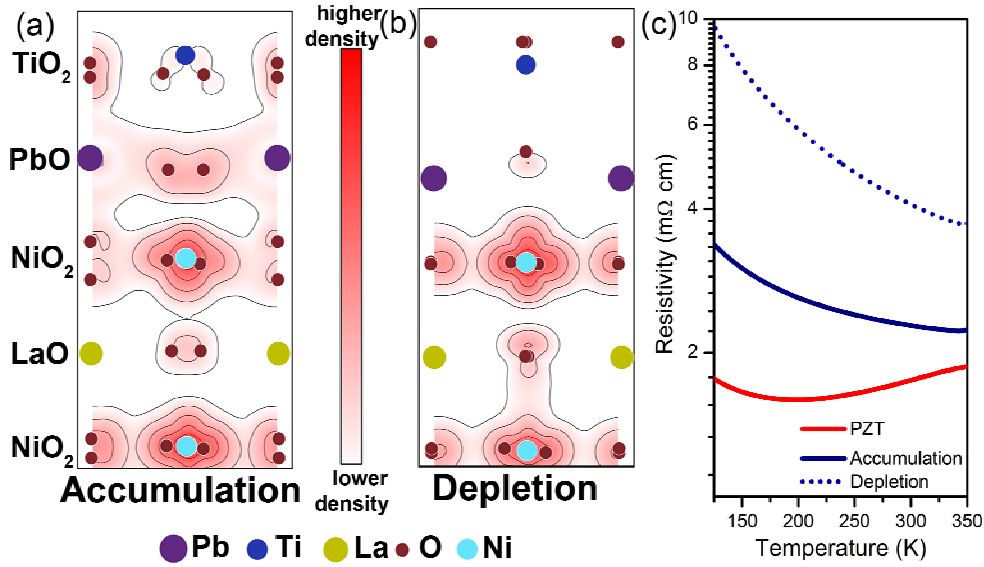 (a)
higher
density
(b)
(c)
TiO2
PbO
NiO2
LaO
NiO2
lower
density
Accumulation
Depletion
Pb Ti La O Ni
10
8
6
4
2
Resistivity (mΩ cm)
PZT
Accumulation
Depletion
150 200 250 300 350
Temperature (K)